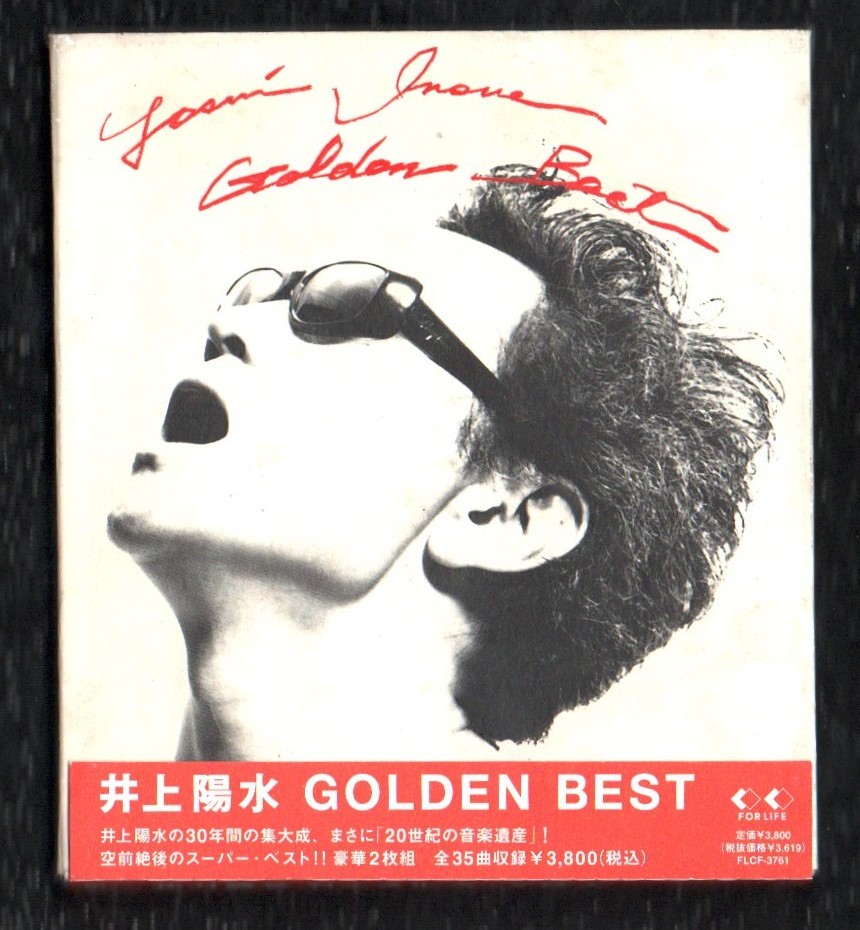 Yosui Inoue
Golden Best
井上陽水 GOLDEN BEST
井上陽水の30年間の集大成、まさに「20世紀の音楽遺産」!
空前絶後のスーパー・ベスト!! 豪華2枚組 全35曲収録¥3,800(税込)
FOR LIFE
定価¥3,800
(税抜価格¥3,619)
FLCF-3761